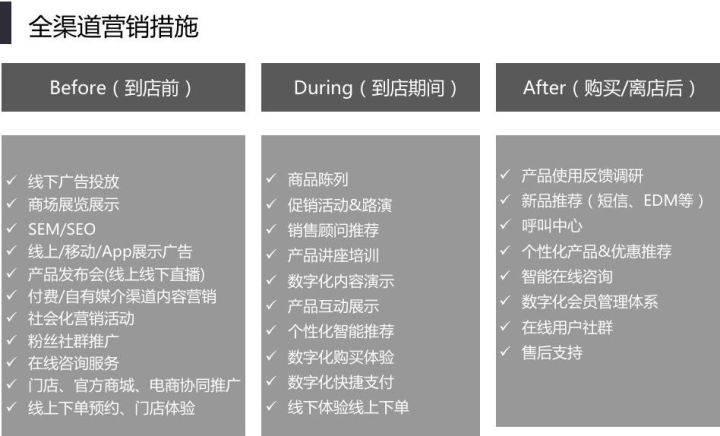 全渠道营销措施
Before（到店前）
✓ 线下广告投放
✓ 商场展览展示
✓ SEM/SEO
✓ 线上/移动/App展示广告
✓ 产品发布会(线上线下直播)
✓ 付费/自有媒介渠道内容营销
✓ 社会化营销活动
✓ 粉丝社群推广
✓ 在线咨询服务
✓ 门店、官方商城、电商协同推广
✓ 线上下单预约、门店体验
During（到店期间）
✓ 商品陈列
✓ 促销活动&路演
✓ 销售顾问推荐
✓ 产品讲座培训
✓ 数字化内容演示
✓ 产品互动展示
✓ 个性化智能推荐
✓ 数字化购买体验
✓ 数字化快捷支付
✓ 线下体验线上下单
After（购买/离店后）
✓ 产品使用反馈调研
✓ 新品推荐（短信、EDM等）
✓ 呼叫中心
✓ 个性化产品&优惠推荐
✓ 智能在线咨询
✓ 数字化会员管理体系
✓ 在线用户社群
✓ 售后支持